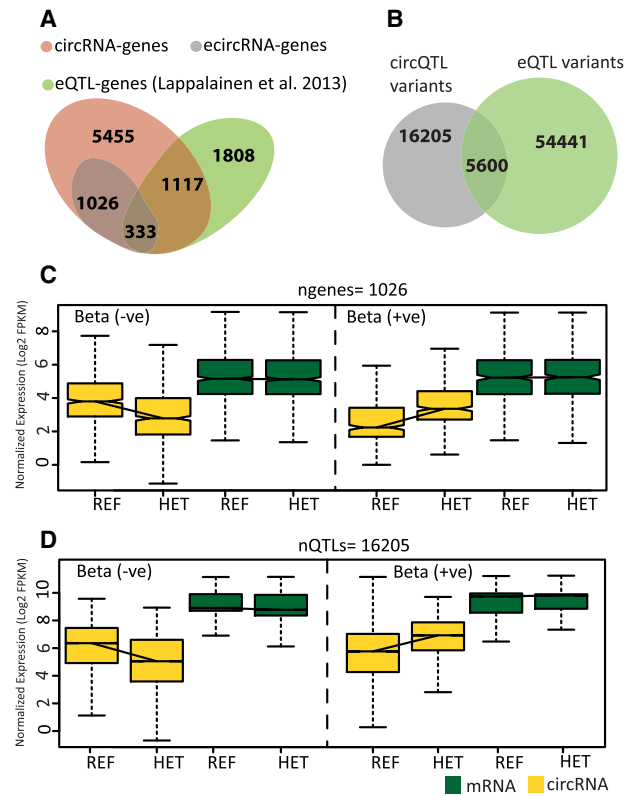 A
circRNA-genes ecircRNA-genes
eQTL-genes (Lappalainen et al. 2013)
5455
1808
1117
1026
333
B
circQTL variants
eQTL variants
16205
54441
5600
C
ngenes= 1026
Normalized Expression (Log2 FPKM)
Beta (-ve)
Beta (+ve)
8
6
4
2
0
REF HET REF HET REF HET REF HET
D
nQTLs= 16205
Normalized Expression (Log2 FPKM)
Beta (-ve)
Beta (+ve)
10
8
6
4
2
0
REF HET REF HET REF HET REF HET
mRNA circRNA